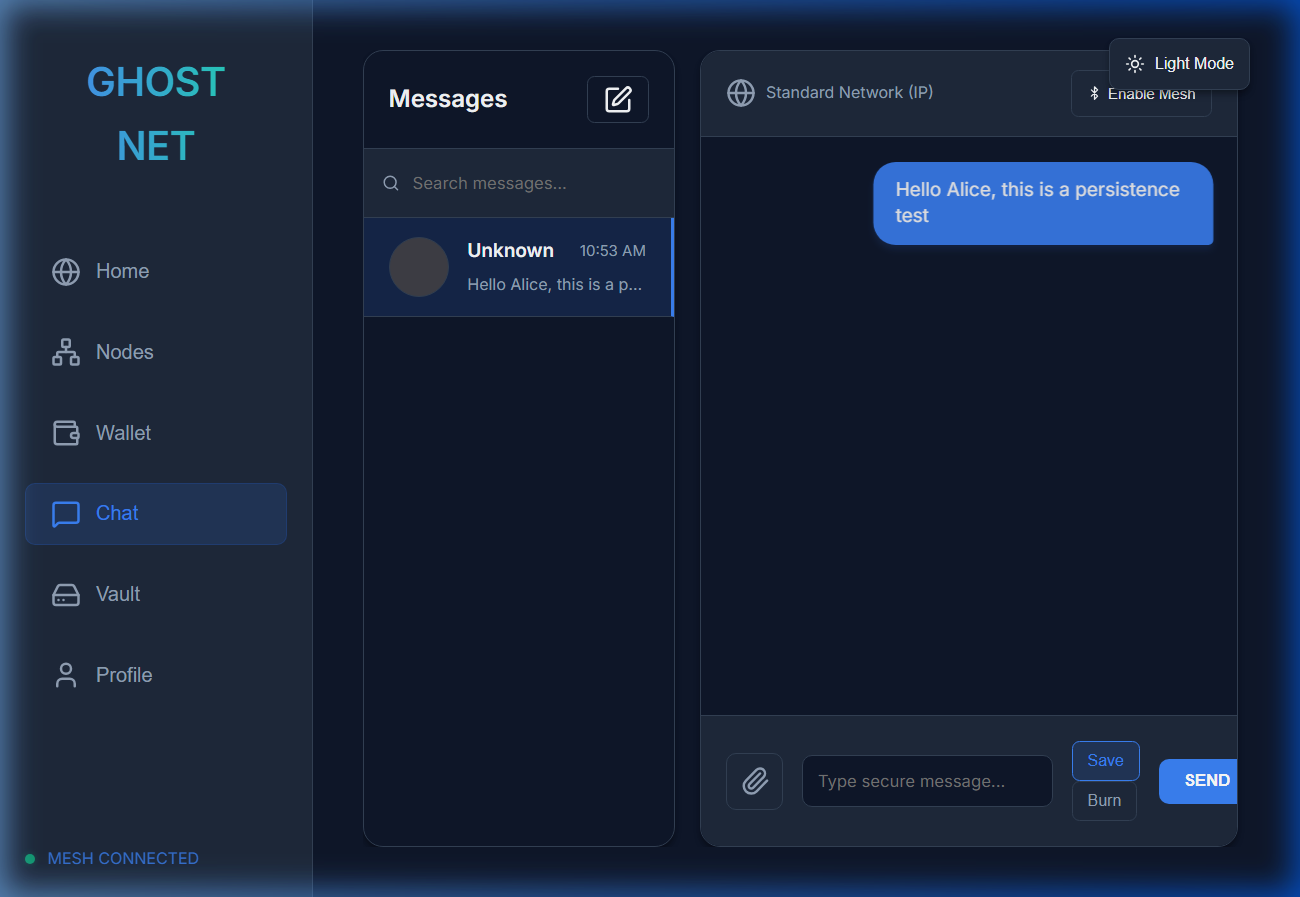 GHOST
NET
Home
Nodes
Wallet
Chat
Vault
Profile
MESH CONNECTED
Messages
Search messages...
Unknown 10:53 AM
Hello Alice, this is a p...
Standard Network (IP)
Light Mode
Enable Mesh
Hello Alice, this is a persistence
test
Type secure message...
Save
Burn
SEND